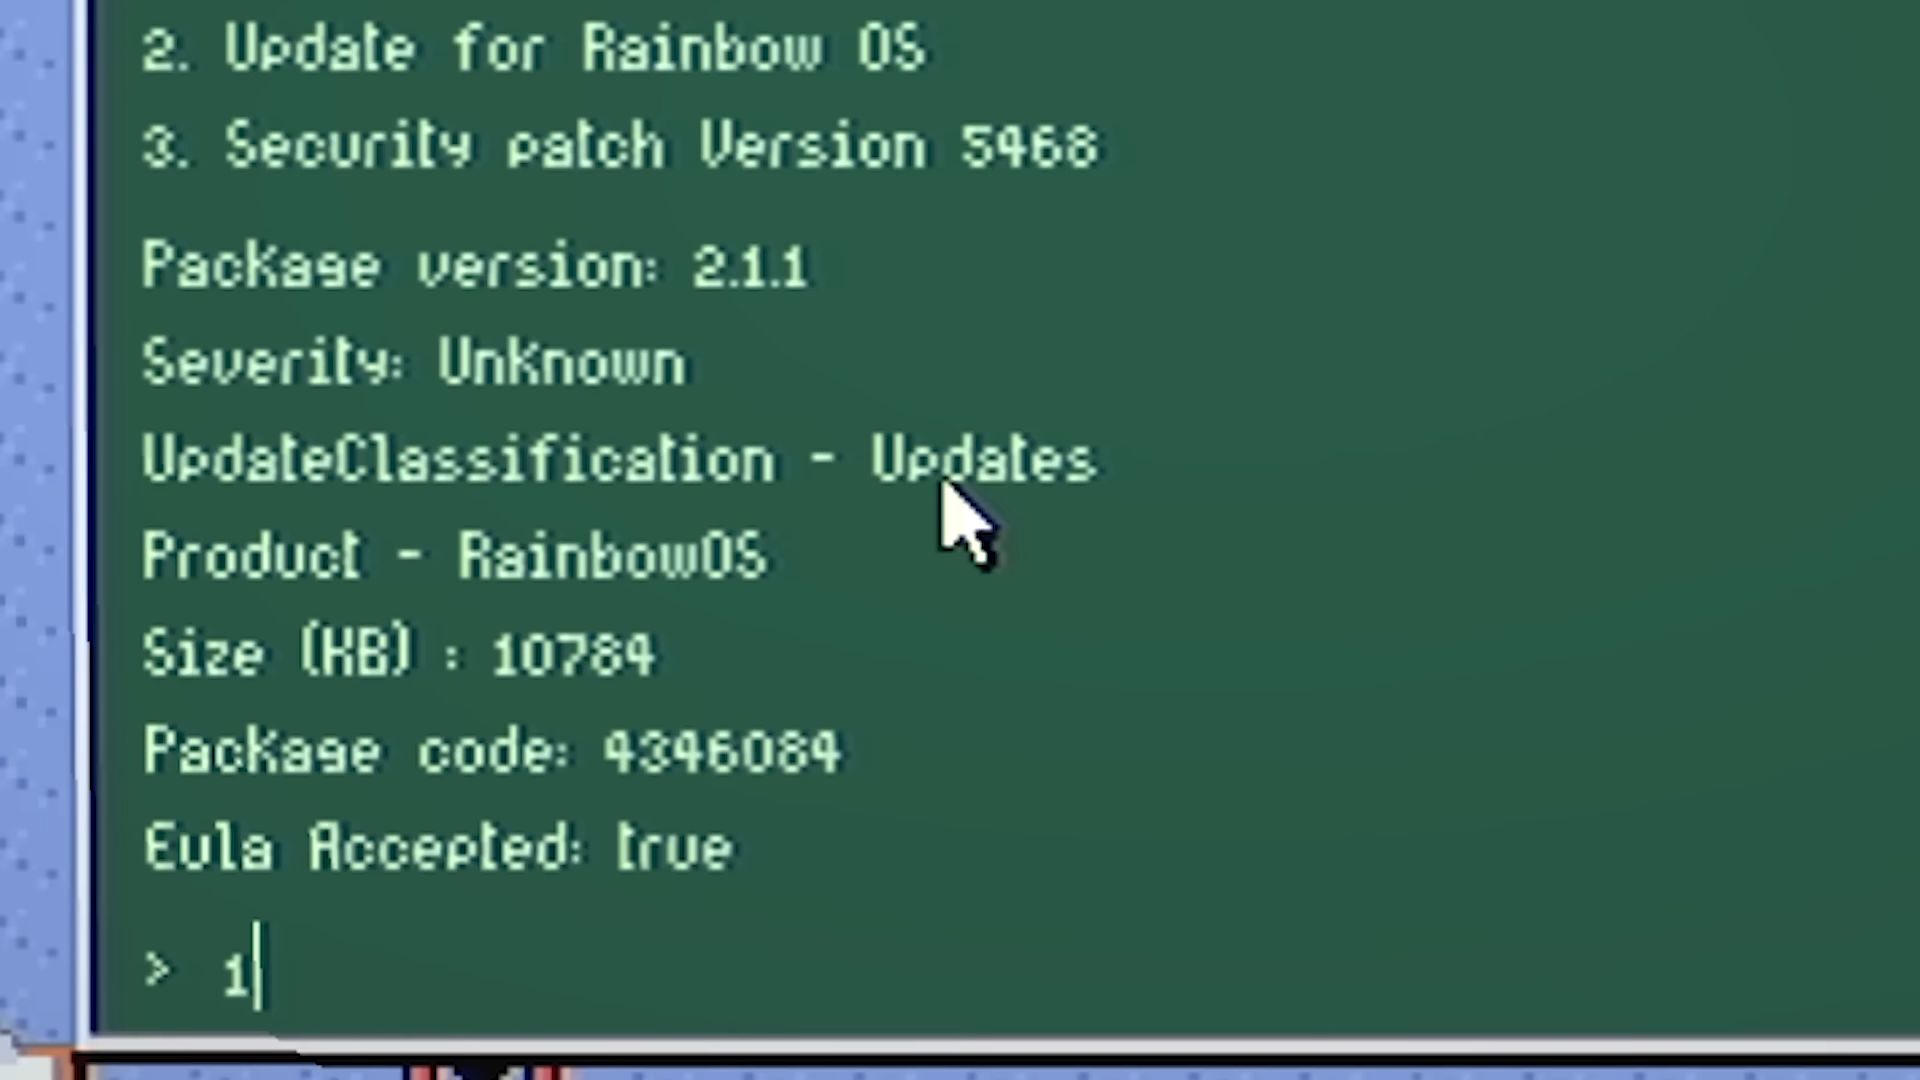 2. Update for Rainbow OS
3. Security patch Version 5468
Package version: 2.1.1
Severity: Unknown
UpdateClassification - Updates
Product - RainbowOS
Size (KB) : 10784
Package code: 4346084
Eula Accepted: true
> 1